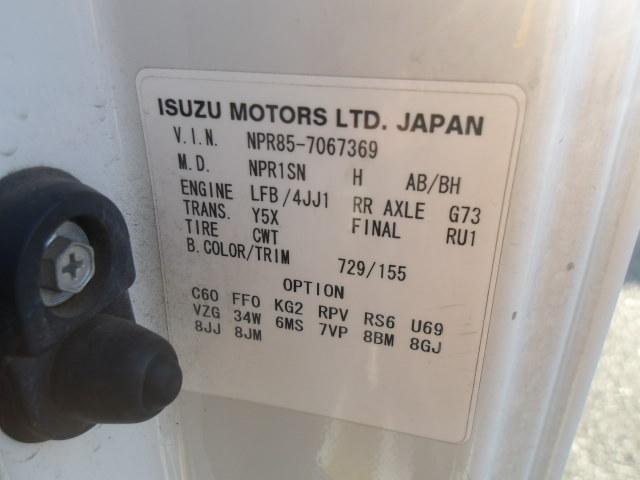 ISUZU MOTORS LTD. JAPAN
V.I.N. NPR85-7067369
M.D. NPR1SN H AB/BH
ENGINE LFB/4JJ1 RR AXLE G73
TRANS. Y5X FINAL RU1
TIRE CWT
B.COLOR/TRIM 729/155
OPTION
C60 FF0 KG2 RPV RS6 U69
VZG 34W 6MS 7VP 8BM 8GJ
8JJ 8JM